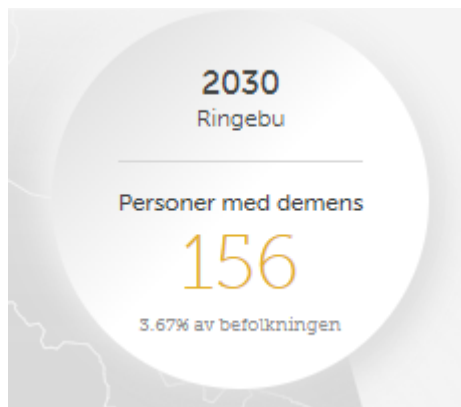 2030
Ringebu
Personer med demens
156
3.67% av befolkningen